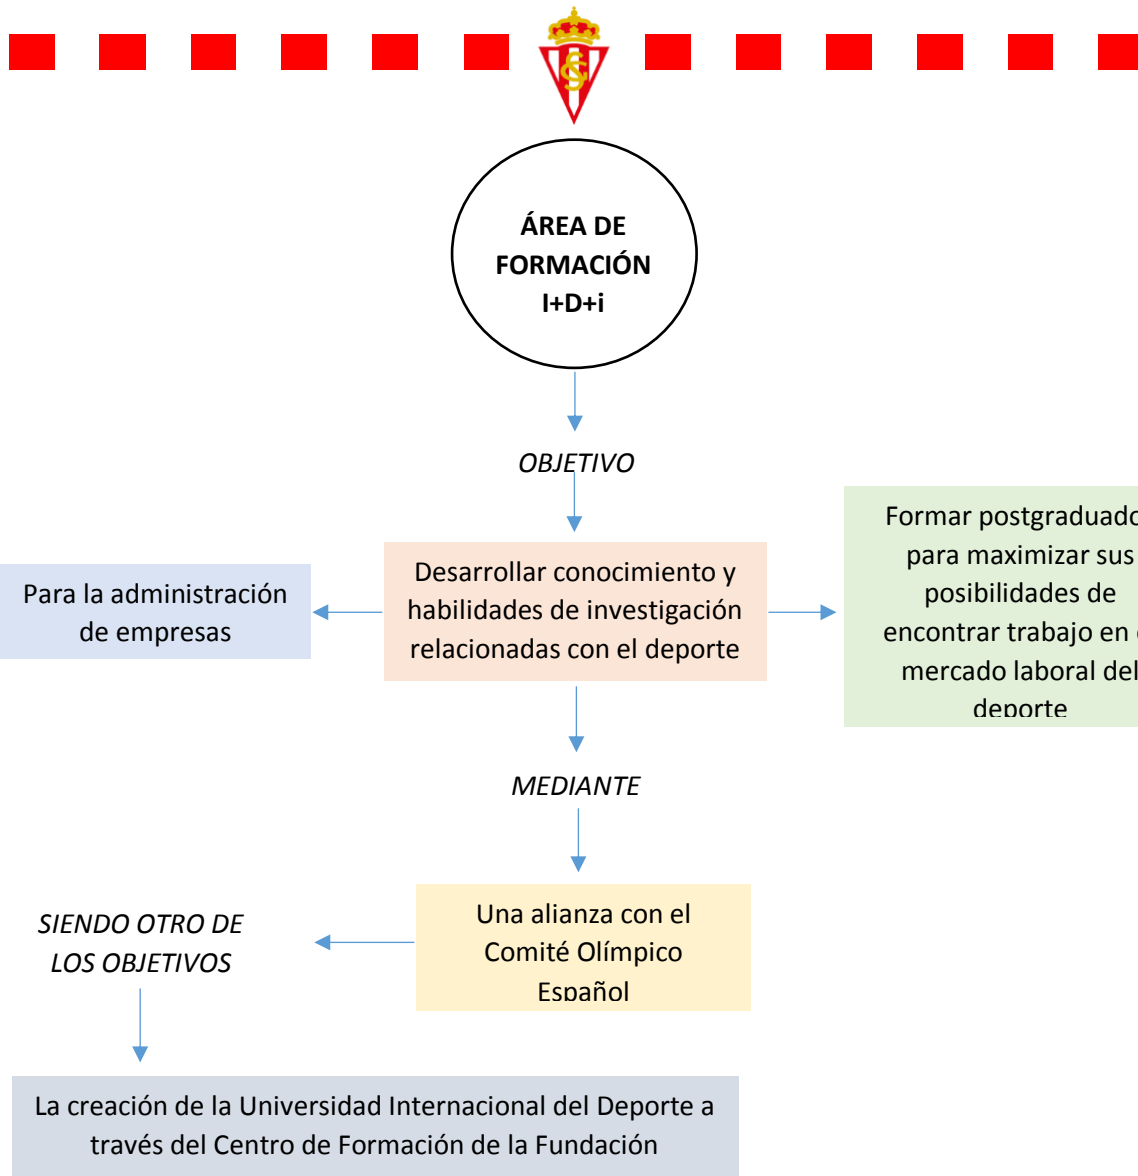 ÁREA DE
FORMACIÓN
I+D+i
OBJETIVO
Para la administración
de empresas
Desarrollar conocimiento y
habilidades de investigación
relacionadas con el deporte
Formar postgraduado
para maximizar sus
posibilidades de
encontrar trabajo en
mercado laboral del
deporte
MEDIANTE
Una alianza con el
Comité Olímpico
Español
SIENDO OTRO DE
LOS OBJETIVOS
La creación de la Universidad Internacional del Deporte a
través del Centro de Formación de la Fundación